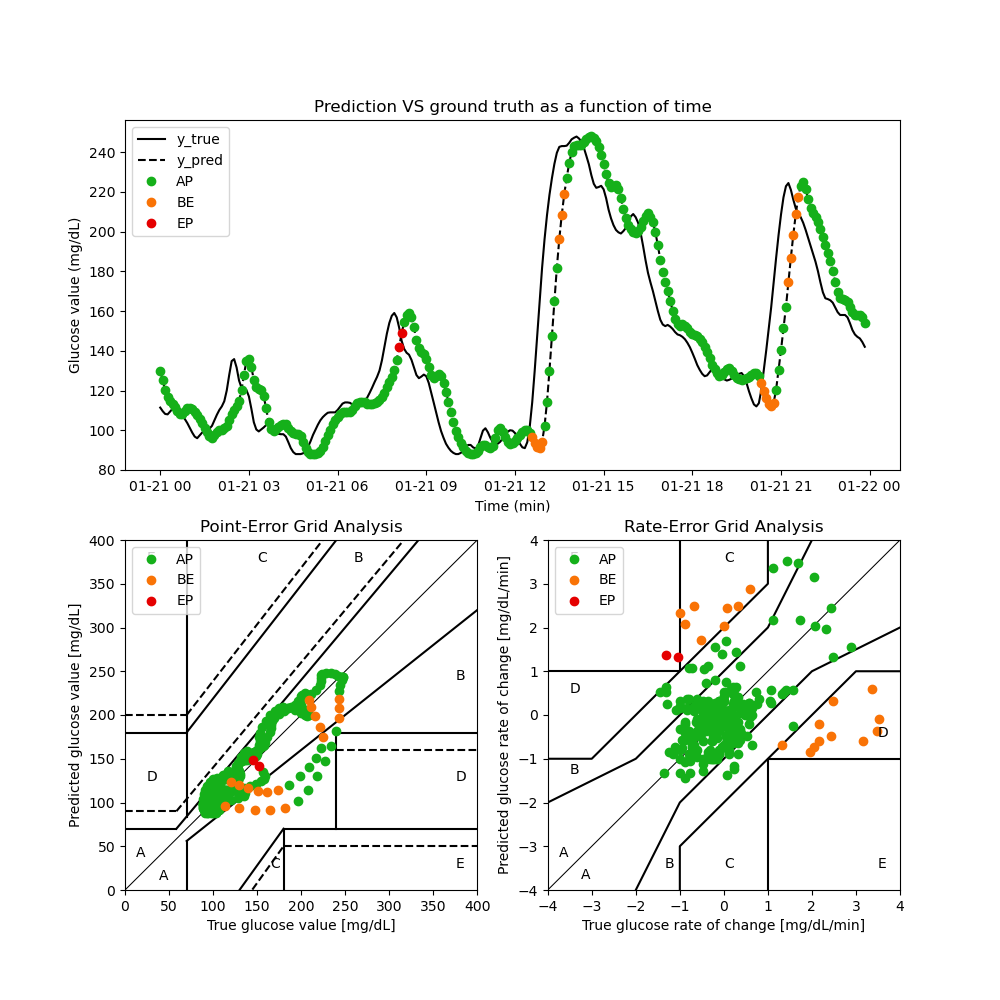 Prediction VS ground truth as a function of time
Glucose value (mg/dL)
240
220
200
180
160
140
120
100
80
y_true
y_pred
AP
BE
EP
01-21 00 01-21 03 01-21 06 01-21 09 01-21 12 01-21 15 01-21 18 01-21 21 01-22 00
Time (min)
Point-Error Grid Analysis
Predicted glucose value [mg/dL]
400
350
300
250
200
150
100
50
0
AP
BE
EP
C B
B
D D
A
A C E
0 50 100 150 200 250 300 350 400
True glucose value [mg/dL]
Rate-Error Grid Analysis
Predicted glucose rate of change [mg/dL/min]
4
3
2
1
0
−1
−2
−3
−4
AP
BE
EP
C
D
D
B
A
A B C E
−4 −3 −2 −1 0 1 2 3 4
True glucose rate of change [mg/dL/min]